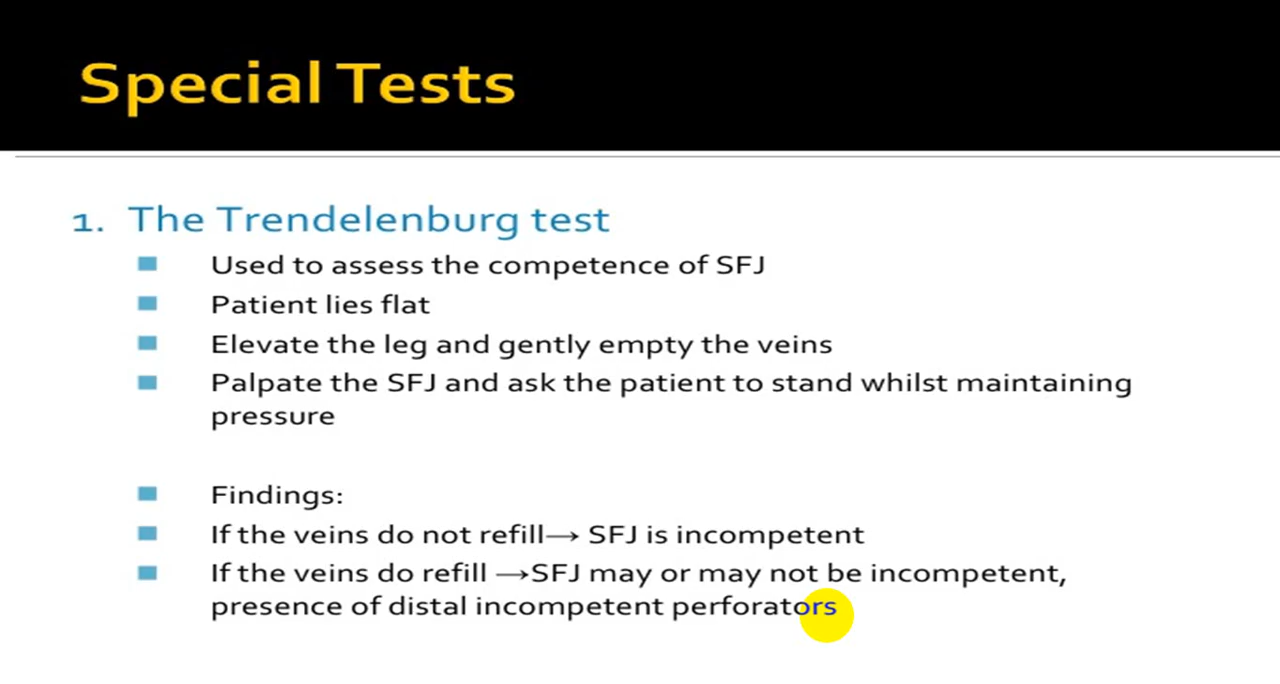 Special Tests
1. The Trendelenburg test
Used to assess the competence of SFJ
Patient lies flat
Elevate the leg and gently empty the veins
Palpate the SFJ and ask the patient to stand whilst maintaining
pressure
Findings:
If the veins do not refill→ SFJ is incompetent
If the veins do refill →SFJ may or may not be incompetent,
presence of distal incompetent perforators